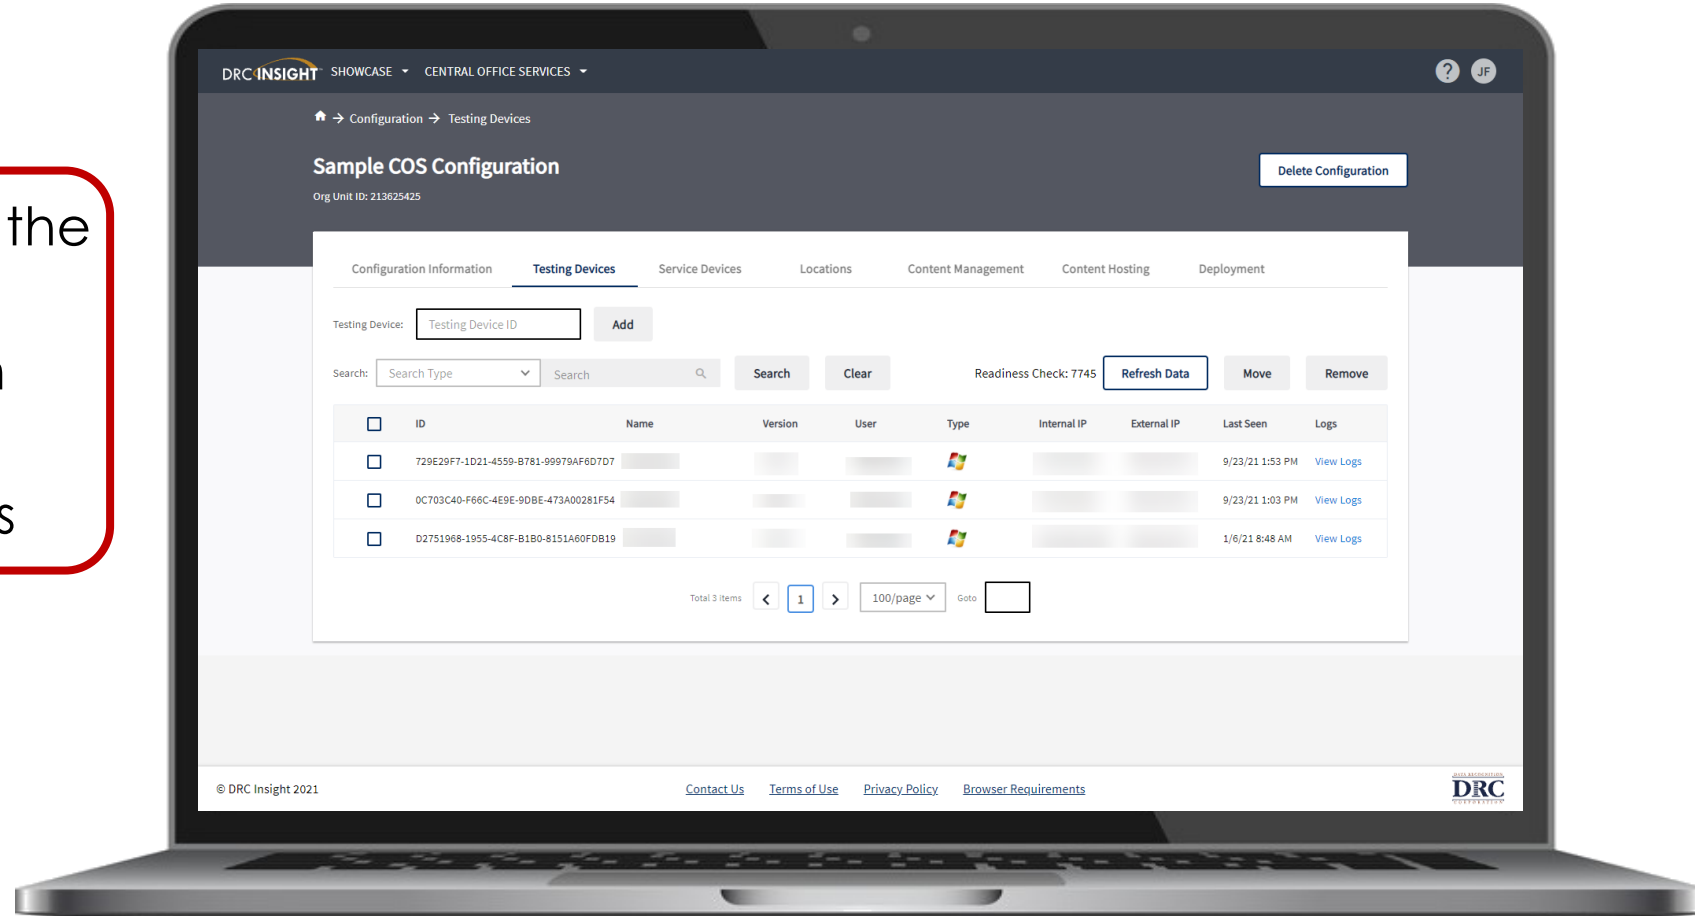 the
s
DRC INSIGHT SHOWCASE CENTRAL OFFICE SERVICES ? JF
Configuration Testing Devices
Sample COS Configuration
Delete Configuration
Org Unit ID: 213625425
Configuration Information Testing Devices Service Devices Locations Content Management Content Hosting Deployment
Testing Device: Testing Device ID Add
Search: Search Type Search Search Clear Readiness Check: 7745 Refresh Data Move Remove
ID Name Version User Type Internal IP External IP Last Seen Logs
729E29F7-1D21-4559-B781-99979AF6D7D7 9/23/21 1:53 PM View Logs
0C703C40-F66C-4E9E-9DBE-473A00281F54 9/23/21 1:03 PM View Logs
D2751968-1955-4C8F-B1B0-8151A60FDB19 1/6/21 8:48 AM View Logs
Total 3 items 1 100/page Goto
© DRC Insight 2021 Contact Us Terms of Use Privacy Policy Browser Requirements
DATA RECOGNITION
DRC
CORPORATION